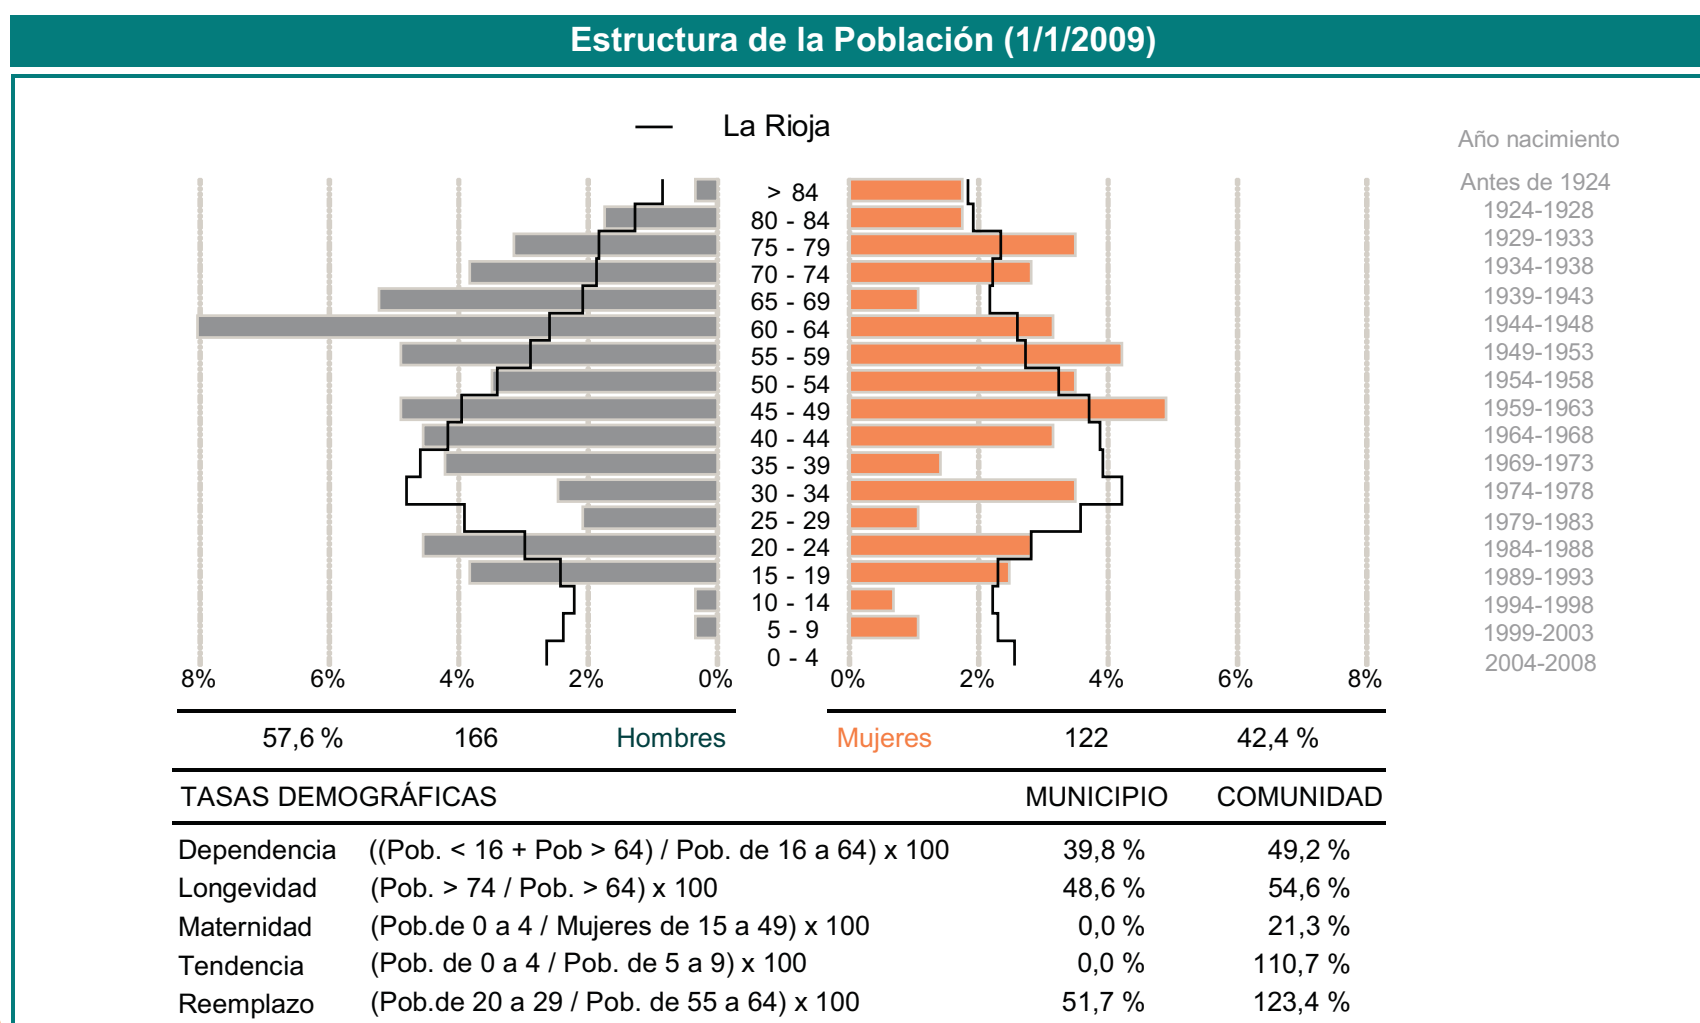 Estructura de la Población (1/1/2009)
La Rioja
Año nacimiento
> 84 Antes de 1924
80 - 84 1924-1928
75 - 79 1929-1933
70 - 74 1934-1938
65 - 69 1939-1943
60 - 64 1944-1948
55 - 59 1949-1953
50 - 54 1954-1958
45 - 49 1959-1963
40 - 44 1964-1968
35 - 39 1969-1973
30 - 34 1974-1978
25 - 29 1979-1983
20 - 24 1984-1988
15 - 19 1989-1993
10 - 14 1994-1998
5 - 9 1999-2003
0 - 4 2004-2008
8% 6% 4% 2% 0% 0% 2% 4% 6% 8%
57,6 % 166 Hombres Mujeres 122 42,4 %
TASAS DEMOGRÁFICAS MUNICIPIO COMUNIDAD
Dependencia ((Pob. < 16 + Pob > 64) / Pob. de 16 a 64) x 100 39,8 % 49,2 %
Longevidad (Pob. > 74 / Pob. > 64) x 100 48,6 % 54,6 %
Maternidad (Pob.de 0 a 4 / Mujeres de 15 a 49) x 100 0,0 % 21,3 %
Tendencia (Pob. de 0 a 4 / Pob. de 5 a 9) x 100 0,0 % 110,7 %
Reemplazo (Pob.de 20 a 29 / Pob. de 55 a 64) x 100 51,7 % 123,4 %